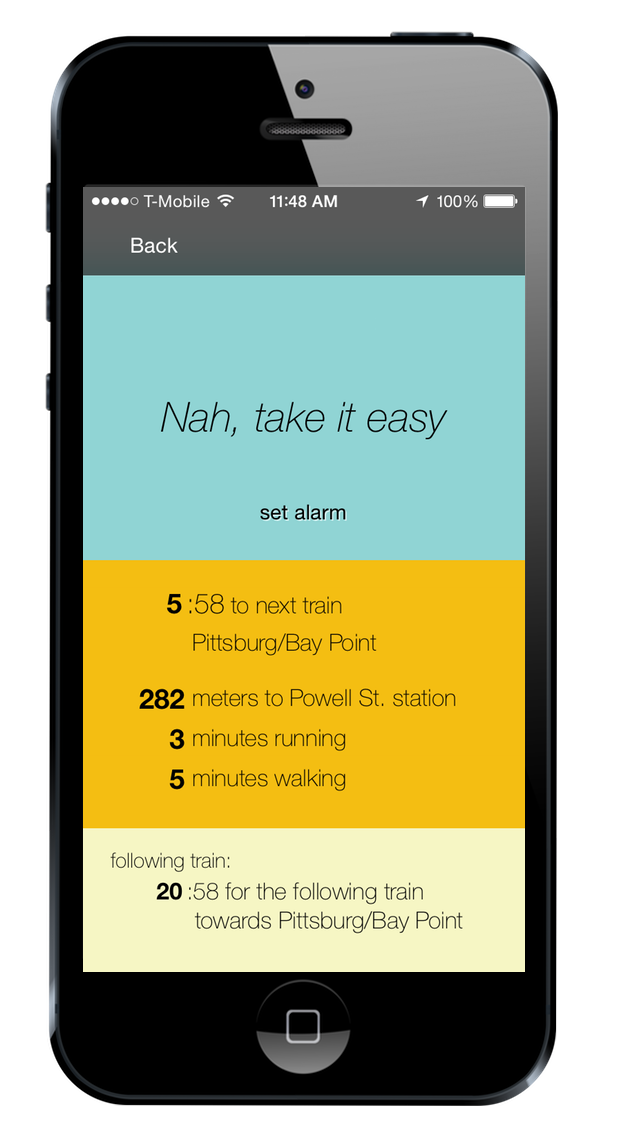 T-Mobile 11:48 AM 100%
Back
Nah, take it easy
set alarm
5 :58 to next train
Pittsburg/Bay Point
282 meters to Powell St. station
3 minutes running
5 minutes walking
following train:
20 :58 for the following train
towards Pittsburg/Bay Point